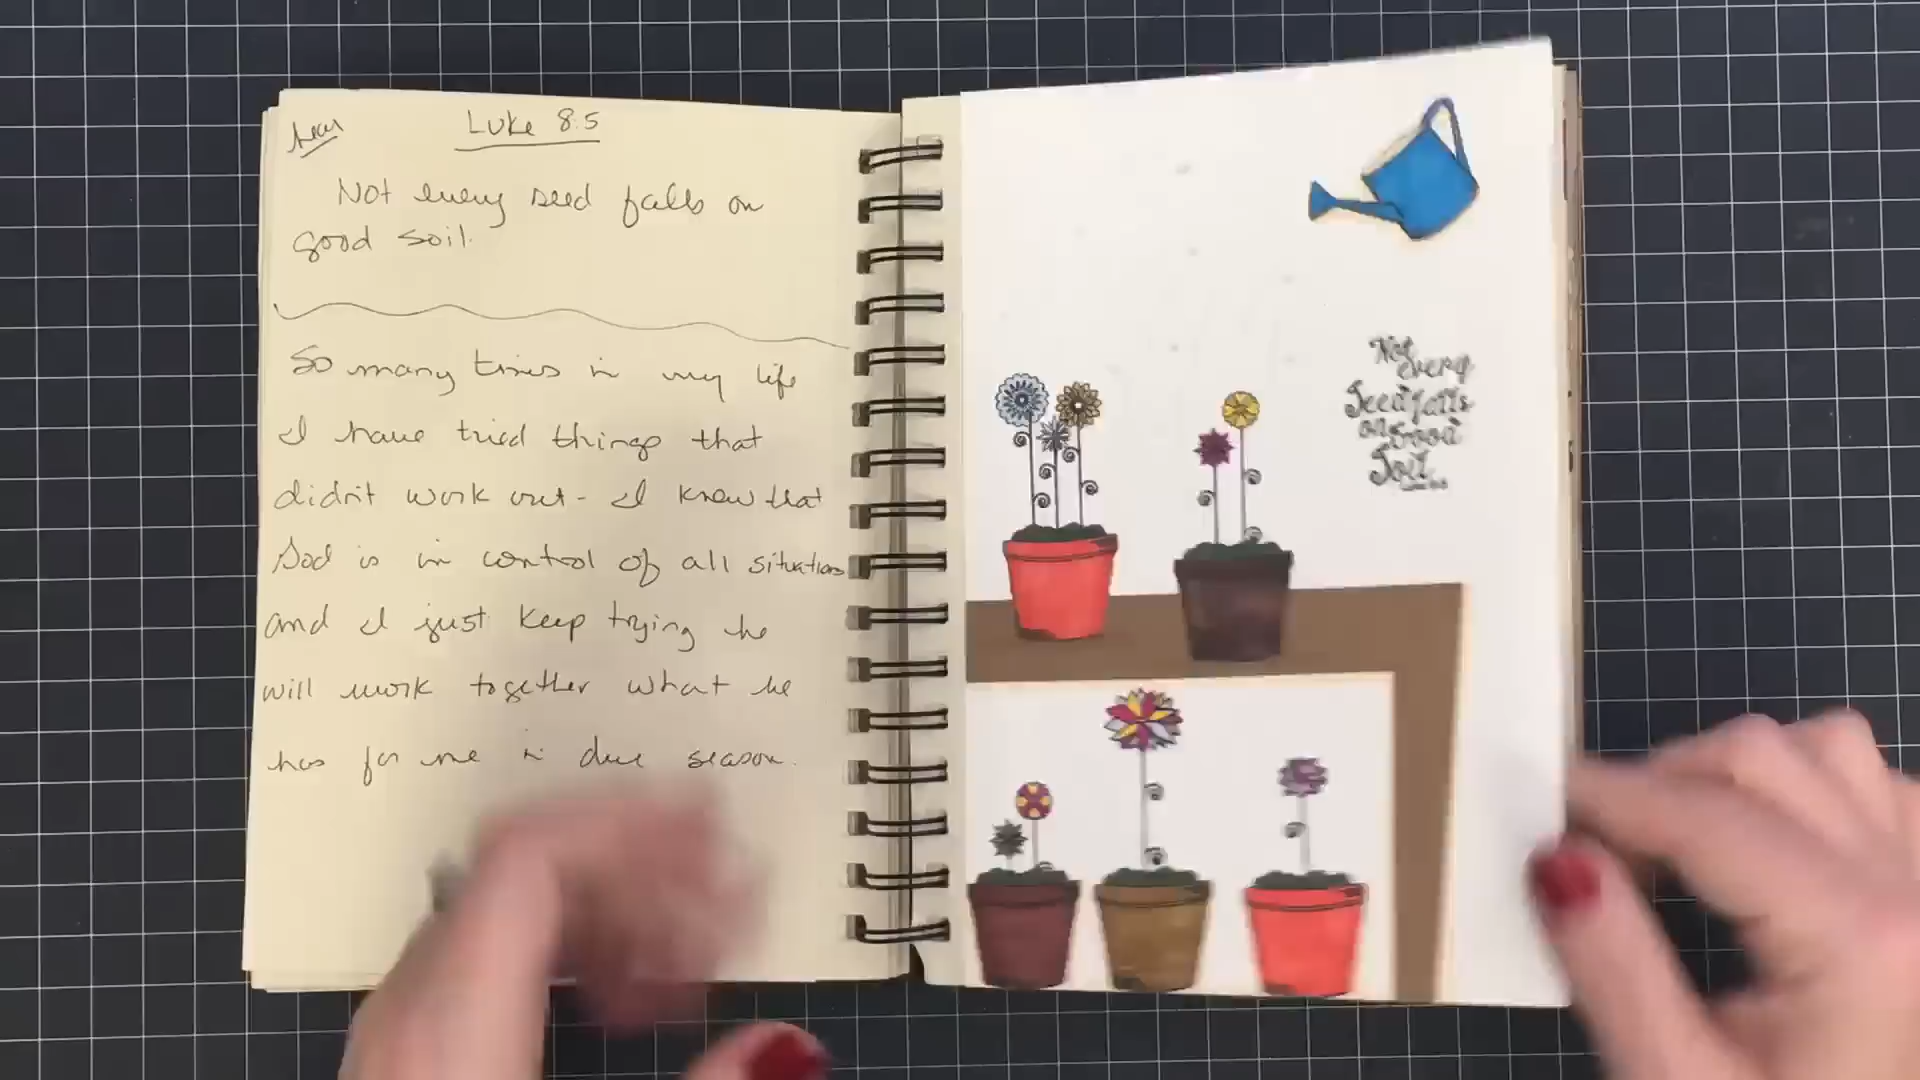 Luke 8:5
Not every seed falls on
good soil.
So many times in my life
I have tried things that
didn't work out - I know that
God is in control of all situations
and I just keep trying he
will work together what he
has for me in due season.
Not
every
Seed falls
on Good
Soil